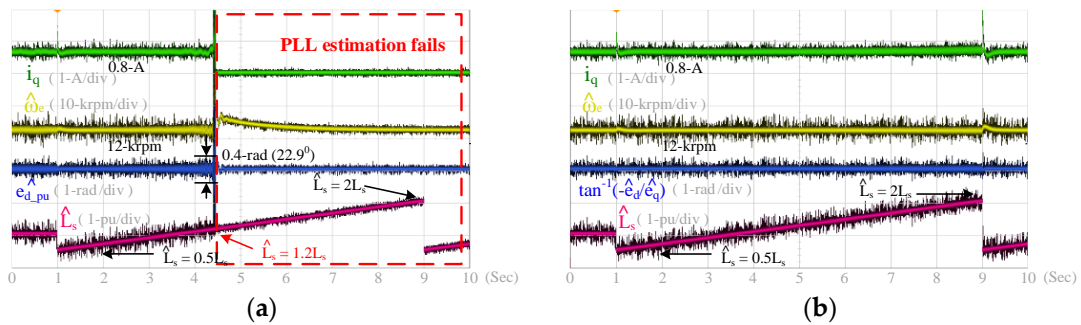 PLL estimation fails
0.8-A
i_q (1-A/div)
ω̂_e (10-krpm/div)
12-krpm
0.4-rad (22.9⁰)
ê_d_pu (1-rad/div)
L̂_s = 2L_s
L̂_s (1-pu/div)
L̂_s = 0.5L_s
L̂_s = 1.2L_s
0 1 2 3 4 5 6 7 8 9 10 (Sec)
(a)
0.8-A
i_q (1-A/div)
ω̂_e (10-krpm/div)
12-krpm
tan⁻¹(-ê_d/ê_q) (1-rad/div)
L̂_s = 2L_s
L̂_s (1-pu/div)
L̂_s = 0.5L_s
0 1 2 3 4 5 6 7 8 9 10 (Sec)
(b)